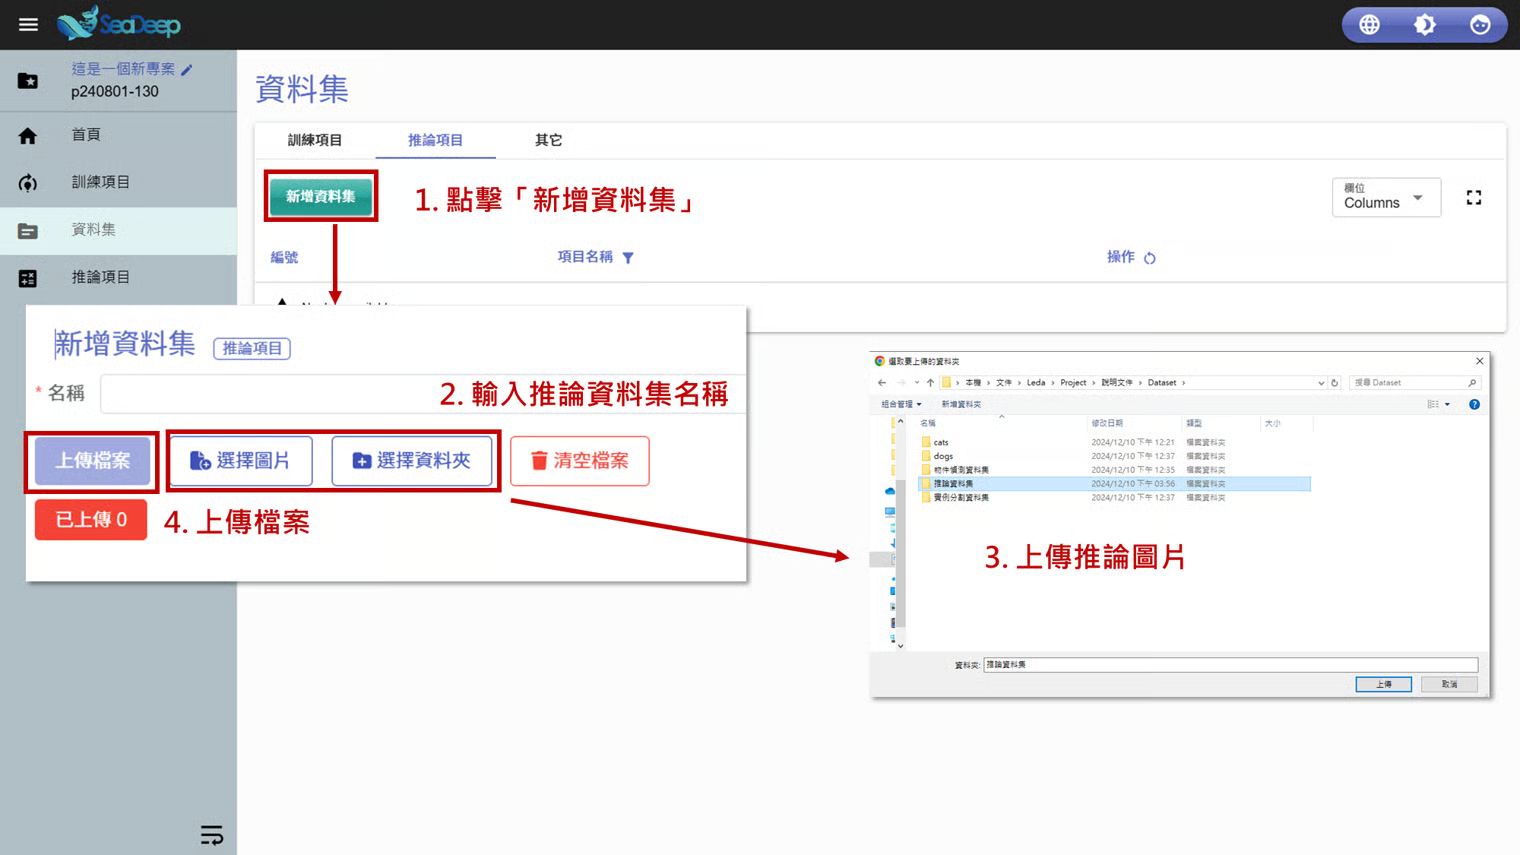 SeaDeep
這是一個新專案
p240801-130
首頁
訓練項目
資料集
推論項目
資料集
訓練項目
推論項目
其它
新增資料集
1. 點擊「新增資料集」
欄位
Columns
編號
項目名稱
操作
新增資料集
推論項目
* 名稱
2. 輸入推論資料集名稱
上傳檔案
選擇圖片
選擇資料夾
清空檔案
已上傳 0
4. 上傳檔案
選取要上傳的資料夾
本機 › 文件 › Leda › Project › 說明文件 › Dataset ›
搜尋 Dataset
組合管理
新增資料夾
名稱 修改日期 類型 大小
cats 2024/12/10 下午 12:21 檔案資料夾
dogs 2024/12/10 下午 12:37 檔案資料夾
物件偵測資料集 2024/12/10 下午 12:35 檔案資料夾
推論資料集 2024/12/10 下午 03:56 檔案資料夾
實例分割資料集 2024/12/10 下午 12:37 檔案資料夾
3. 上傳推論圖片
資料夾: 推論資料集
上傳
取消